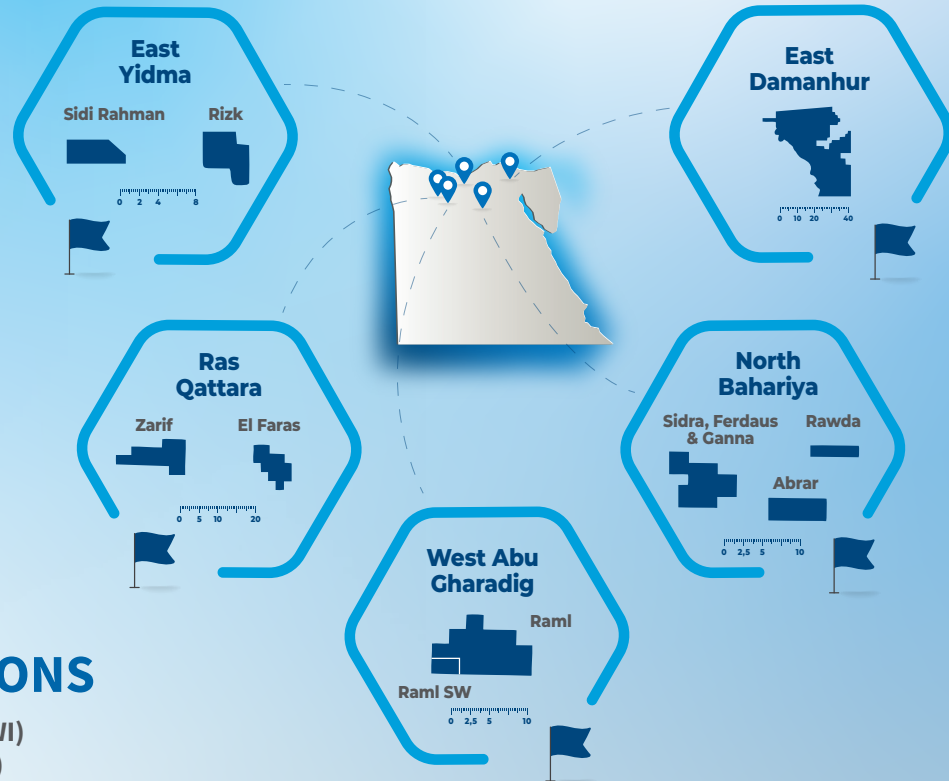 East
Yidma
Sidi Rahman
Rizk
0 2 4 8
East
Damanhur
0 10 20 40
Ras
Qattara
Zarif
El Faras
0 5 10 20
North
Bahariya
Sidra, Ferdaus
& Ganna
Rawda
Abrar
0 2,5 5 10
West Abu
Gharadig
Raml
Raml SW
0 2,5 5 10
ONS
WI)
)